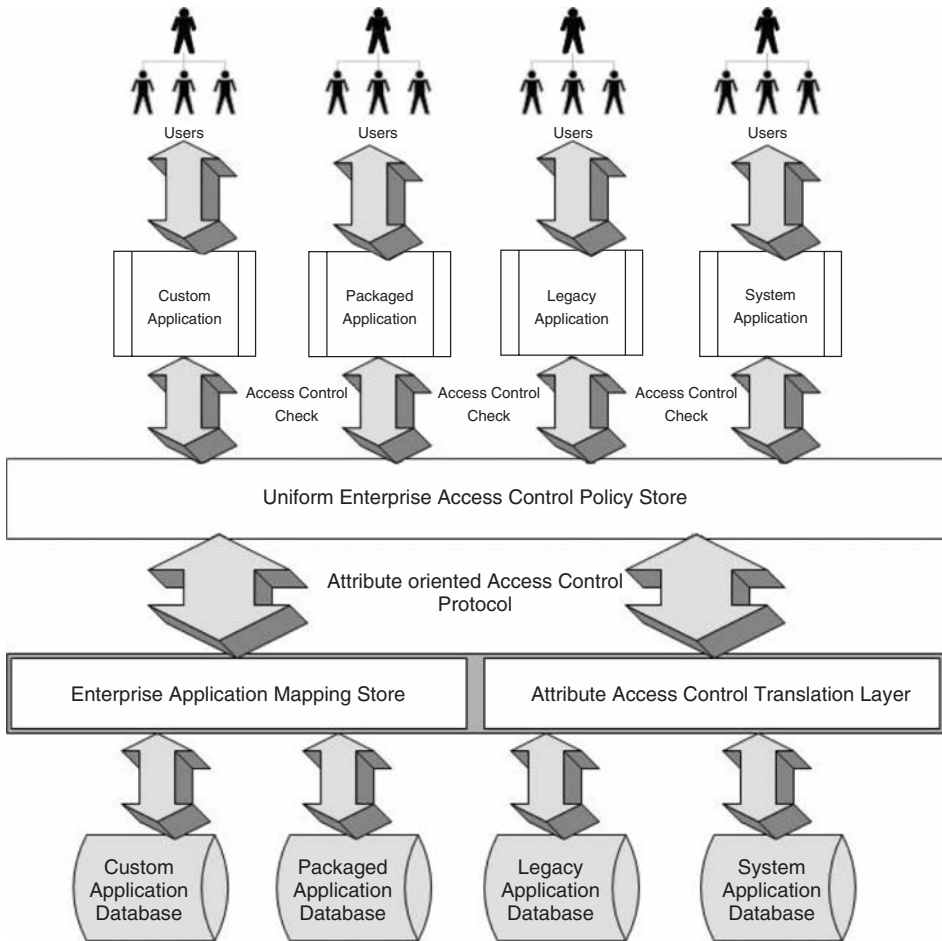 Users
Users
Users
Users
Custom
Application
Packaged
Application
Legacy
Application
System
Application
Access Control
Check
Access Control
Check
Access Control
Check
Uniform Enterprise Access Control Policy Store
Attribute oriented Access Control
Protocol
Enterprise Application Mapping Store
Attribute Access Control Translation Layer
Custom
Application
Database
Packaged
Application
Database
Legacy
Application
Database
System
Application
Database